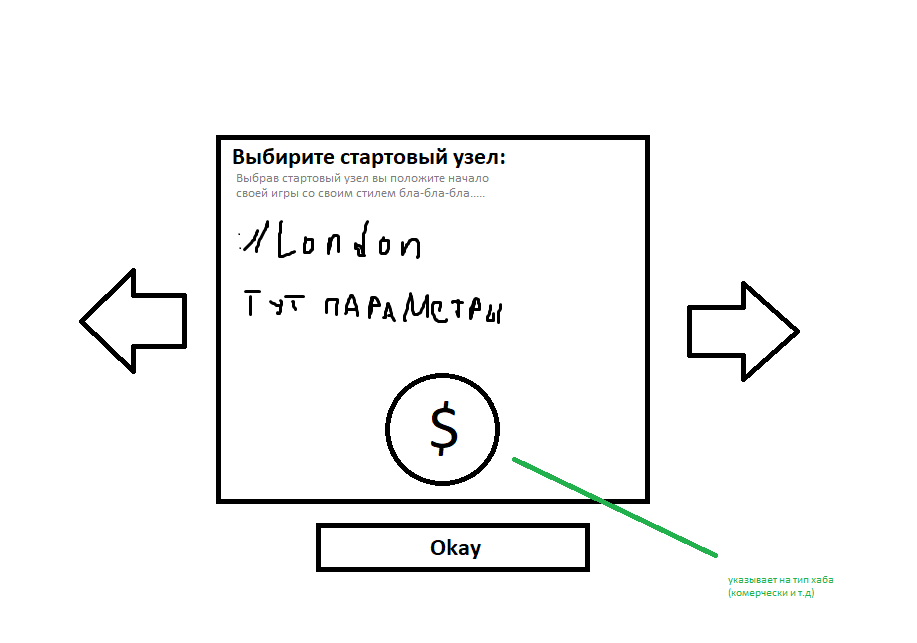 Выбирите стартовый узел:
Выбрав стартовый узел вы положите начало
своей игры со своим стилем бла-бла-бла.....
://London
ТУТ ПАРАМЕТРЫ
$
Okay
указывает на тип хаба
(комерчески и т.д)